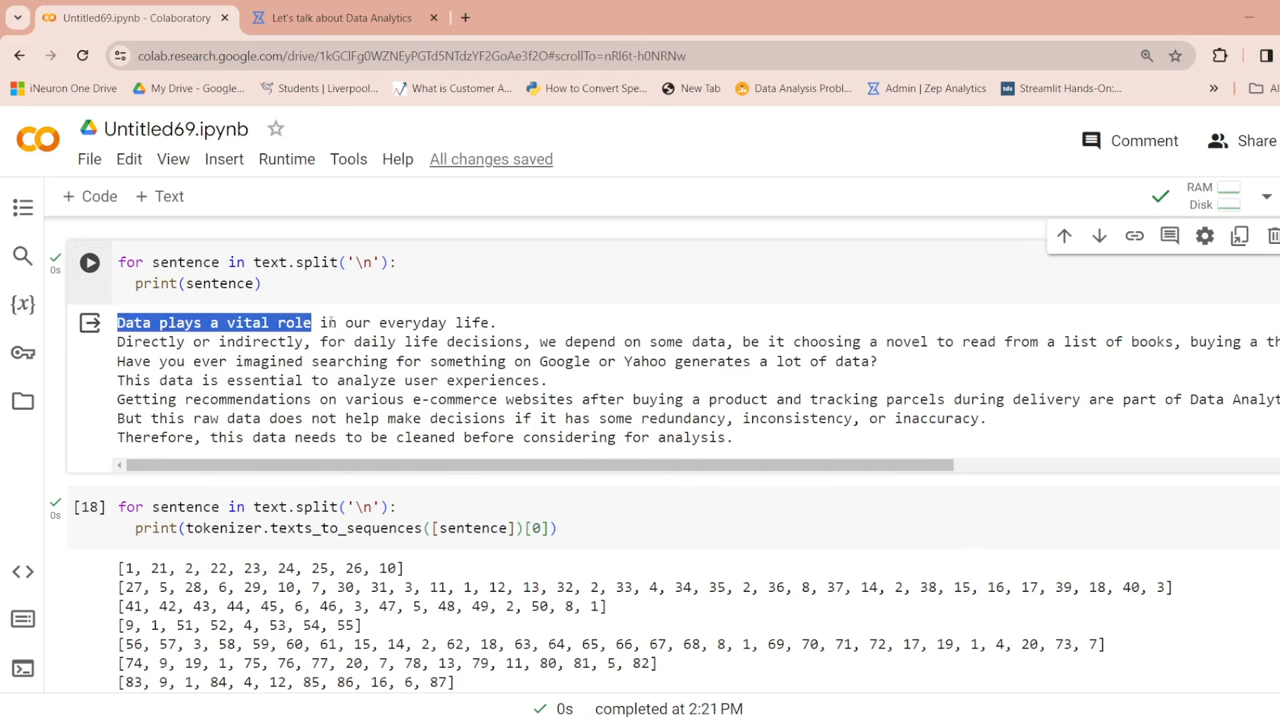 Untitled69.ipynb - Colaboratory
Let's talk about Data Analytics
colab.research.google.com/drive/1kGClFg0WZNEyPGTd5NTdzYF2GoAe3f2O#scrollTo=nRl6t-h0NRNw
iNeuron One Drive
My Drive - Google...
Students | Liverpool...
What is Customer A...
How to Convert Spe...
New Tab
Data Analysis Probl...
Admin | Zep Analytics
Streamlit Hands-On:...
»
Untitled69.ipynb
Comment
Share
File Edit View Insert Runtime Tools Help All changes saved
+ Code + Text
RAM
Disk
0s
for sentence in text.split('\n'):
print(sentence)
Data plays a vital role in our everyday life.
Directly or indirectly, for daily life decisions, we depend on some data, be it choosing a novel to read from a list of books, buying a th
Have you ever imagined searching for something on Google or Yahoo generates a lot of data?
This data is essential to analyze user experiences.
Getting recommendations on various e-commerce websites after buying a product and tracking parcels during delivery are part of Data Analyt
But this raw data does not help make decisions if it has some redundancy, inconsistency, or inaccuracy.
Therefore, this data needs to be cleaned before considering for analysis.
0s
[18] for sentence in text.split('\n'):
print(tokenizer.texts_to_sequences([sentence])[0])
[1, 21, 2, 22, 23, 24, 25, 26, 10]
[27, 5, 28, 6, 29, 10, 7, 30, 31, 3, 11, 1, 12, 13, 32, 2, 33, 4, 34, 35, 2, 36, 8, 37, 14, 2, 38, 15, 16, 17, 39, 18, 40, 3]
[41, 42, 43, 44, 45, 6, 46, 3, 47, 5, 48, 49, 2, 50, 8, 1]
[9, 1, 51, 52, 4, 53, 54, 55]
[56, 57, 3, 58, 59, 60, 61, 15, 14, 2, 62, 18, 63, 64, 65, 66, 67, 68, 8, 1, 69, 70, 71, 72, 17, 19, 1, 4, 20, 73, 7]
[74, 9, 19, 1, 75, 76, 77, 20, 7, 78, 13, 79, 11, 80, 81, 5, 82]
[83, 9, 1, 84, 4, 12, 85, 86, 16, 6, 87]
0s completed at 2:21 PM